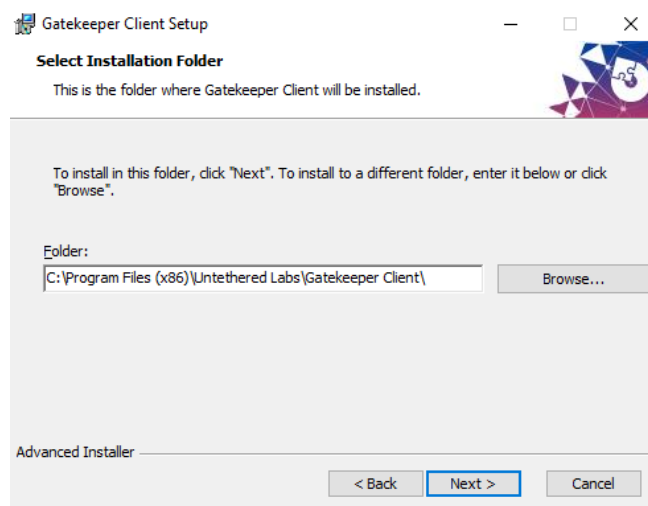 Gatekeeper Client Setup
Select Installation Folder
This is the folder where Gatekeeper Client will be installed.
To install in this folder, click "Next". To install to a different folder, enter it below or click
"Browse".
Folder:
C:\Program Files (x86)\Untethered Labs\Gatekeeper Client\
Browse...
Advanced Installer
< Back
Next >
Cancel